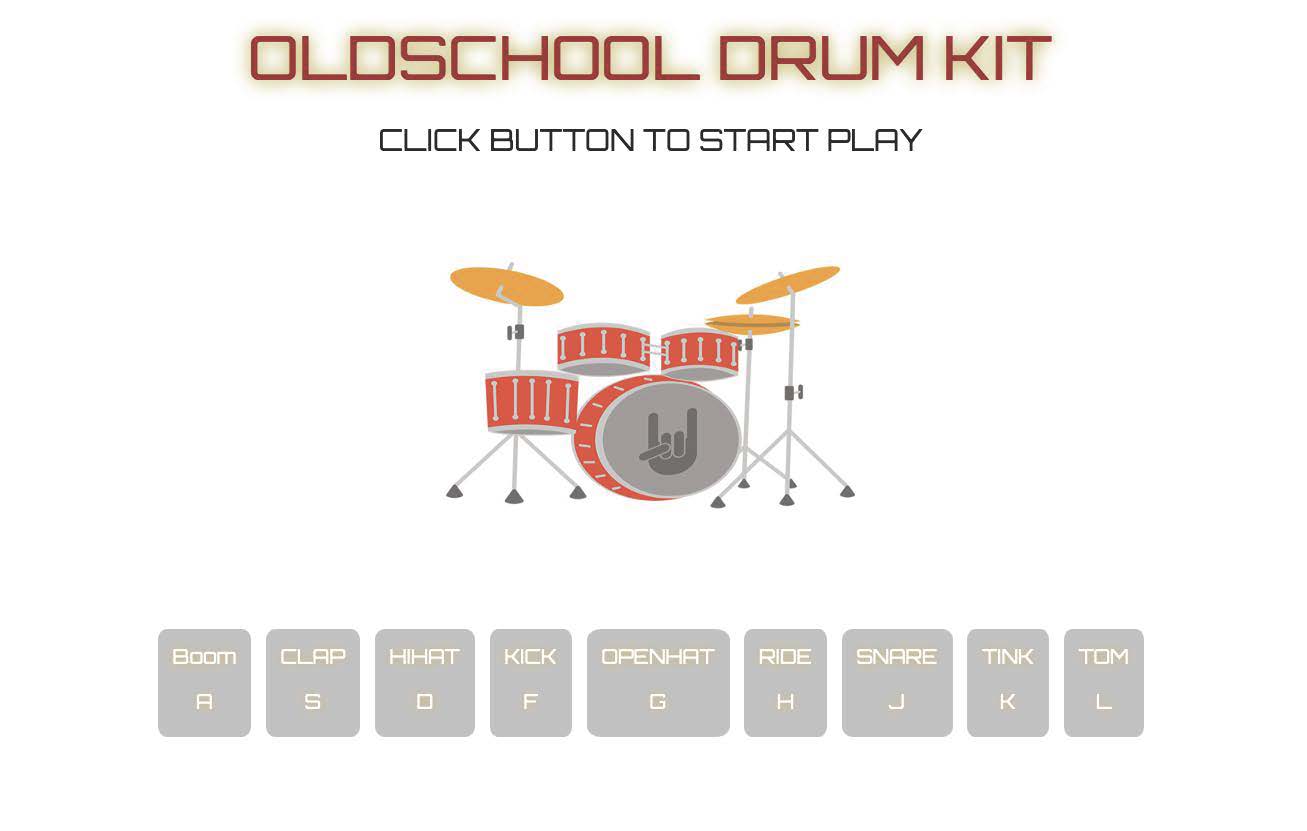 OLDSCHOOL DRUM KIT
CLICK BUTTON TO START PLAY
Boom CLAP HIHAT KICK OPENHAT RIDE SNARE TINK TOM
A S D F G H J K L